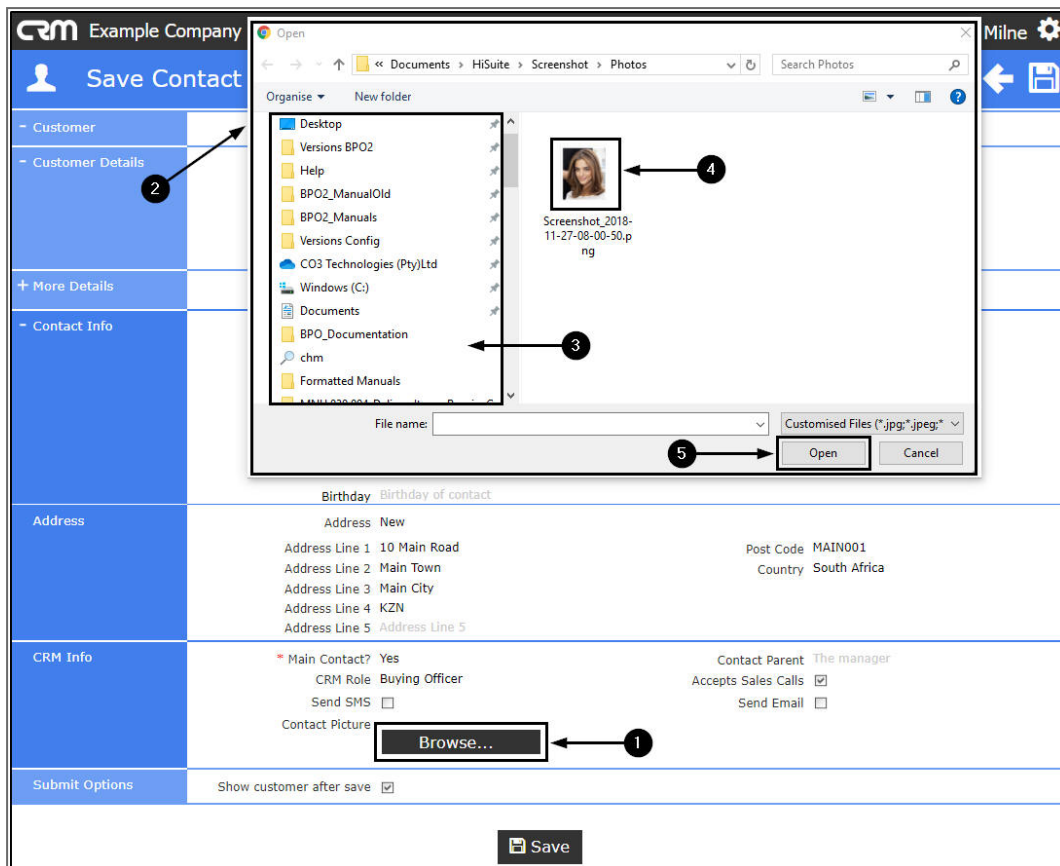 CRM Example Company
Milne
Save Contact
Open
« Documents > HiSuite > Screenshot > Photos
Search Photos
Organise
New folder
?
- Customer
- Customer Details
+ More Details
- Contact Info
2
Desktop
Versions BPO2
Help
BPO2_ManualOld
BPO2_Manuals
Versions Config
CO3 Technologies (Pty)Ltd
Windows (C:)
Documents
BPO_Documentation
chm
Formatted Manuals
3
4
Screenshot_2018-
11-27-08-00-50.p
ng
File name:
Customised Files (*.jpg;*.jpeg;*
5
Open
Cancel
Birthday Birthday of contact
Address
Address New
Address Line 1 10 Main Road
Post Code MAIN001
Address Line 2 Main Town
Country South Africa
Address Line 3 Main City
Address Line 4 KZN
Address Line 5 Address Line 5
CRM Info
* Main Contact? Yes
Contact Parent The manager
CRM Role Buying Officer
Accepts Sales Calls
Send SMS
Send Email
Contact Picture
Browse...
1
Submit Options
Show customer after save
Save